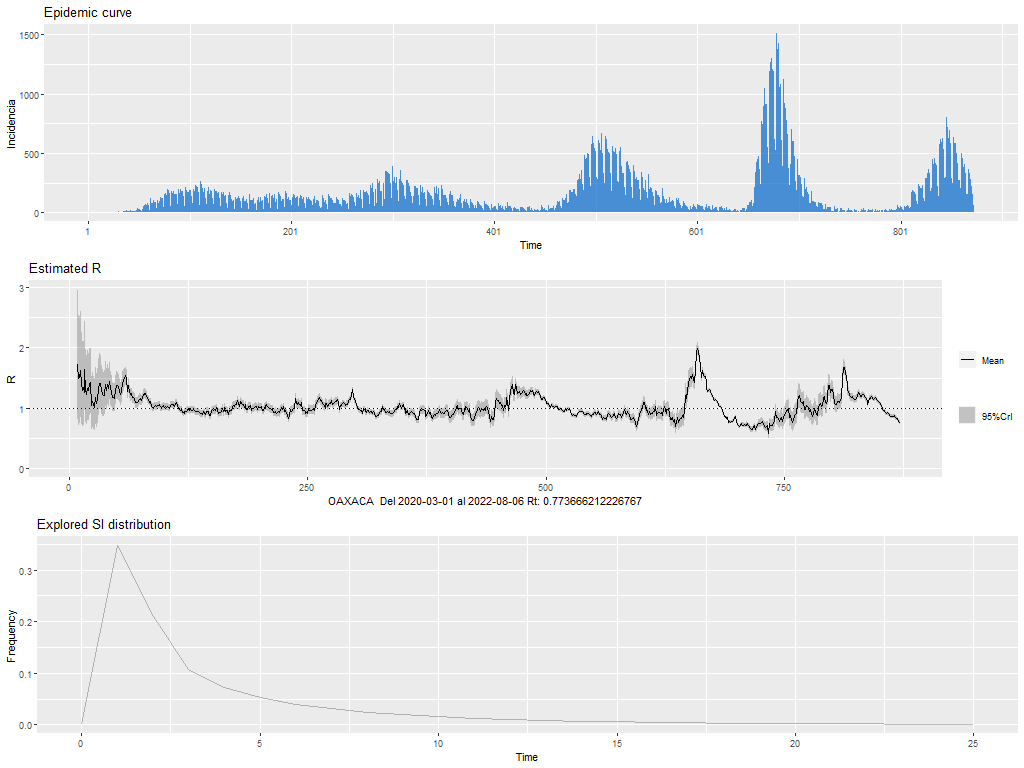 Epidemic curve
1500
1000
500
0
Incidencia
1 201 401 601 801
Time
Estimated R
3
2
1
0
R
Mean
95%CrI
0 250 500 750
OAXACA Del 2020-03-01 al 2022-08-06 Rt: 0.773666212226767
Explored SI distribution
0.3
0.2
0.1
0.0
Frequency
0 5 10 15 20 25
Time